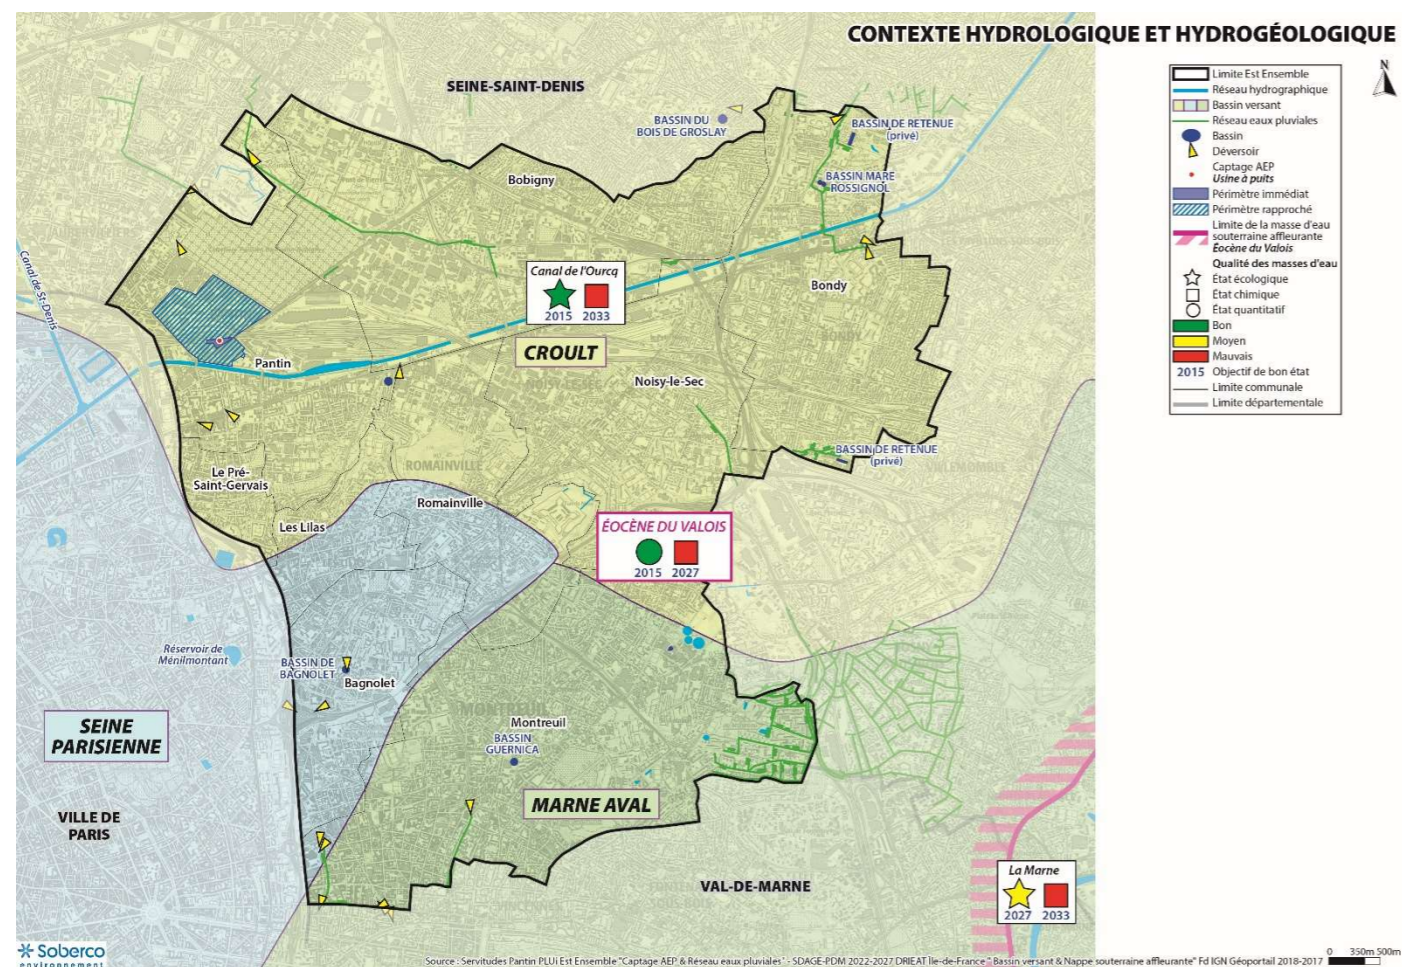 CONTEXTE HYDROLOGIQUE ET HYDROGÉOLOGIQUE
N
Limite Est Ensemble
Réseau hydrographique
Bassin versant
Réseau eaux pluviales
Bassin
Déversoir
Captage AEP
Usine à puits
Périmètre immédiat
Périmètre rapproché
Limite de la masse d'eau
souterraine affleurante
Éocène du Valois
Qualité des masses d'eau
État écologique
État chimique
État quantitatif
Bon
Moyen
Mauvais
2015 Objectif de bon état
Limite communale
Limite départementale
SEINE-SAINT-DENIS
BASSIN DU
BOIS DE GROSLAY
BASSIN DE RETENUE
(privé)
BASSIN MARE
ROSSIGNOL
Bobigny
Canal de St-Denis
Canal de l'Ourcq
2015 2033
Bondy
BONDY
CROULT
Pantin
NOISY-LE-SEC
Noisy-le-Sec
BASSIN DE RETENUE
(privé)
ROMAINVILLE
Le Pré-
Saint-Gervais
Romainville
Les Lilas
ÉOCÈNE DU VALOIS
2015 2027
Réservoir de
Ménilmontant
BASSIN DE
BAGNOLET
Bagnolet
MONTREUIL
Montreuil
BASSIN
GUERNICA
SEINE
PARISIENNE
MARNE AVAL
VILLE DE
PARIS
VAL-DE-MARNE
VINCENNES
La Marne
2027 2033
Soberco
environnement
Source : Servitudes Pantin PLUi Est Ensemble "Captage AEP & Réseau eaux pluviales" - SDAGE-PDM 2022-2027 DRIEAT Île-de-France " Bassin versant & Nappe souterraine affleurante" Fd IGN Géoportail 2018-2017
0 350m 500m